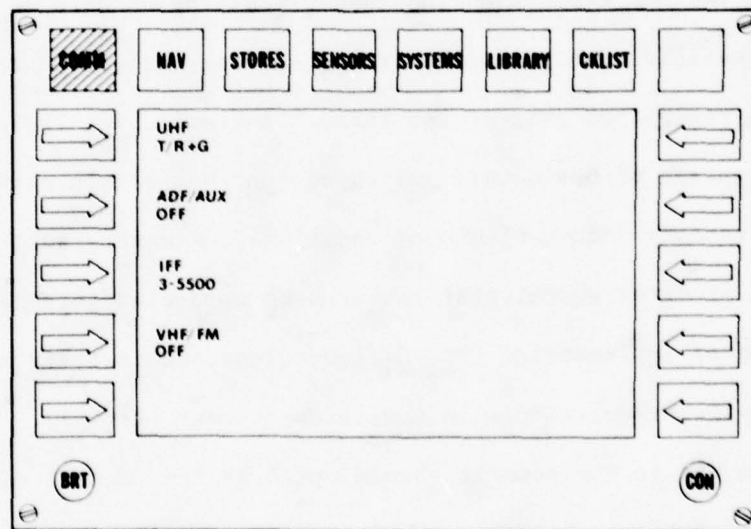 COMM NAV STORES SENSORS SYSTEMS LIBRARY CKLIST
UHF
T/R+G
ADF/AUX
OFF
IFF
3-5500
VHF/FM
OFF
BRT CON